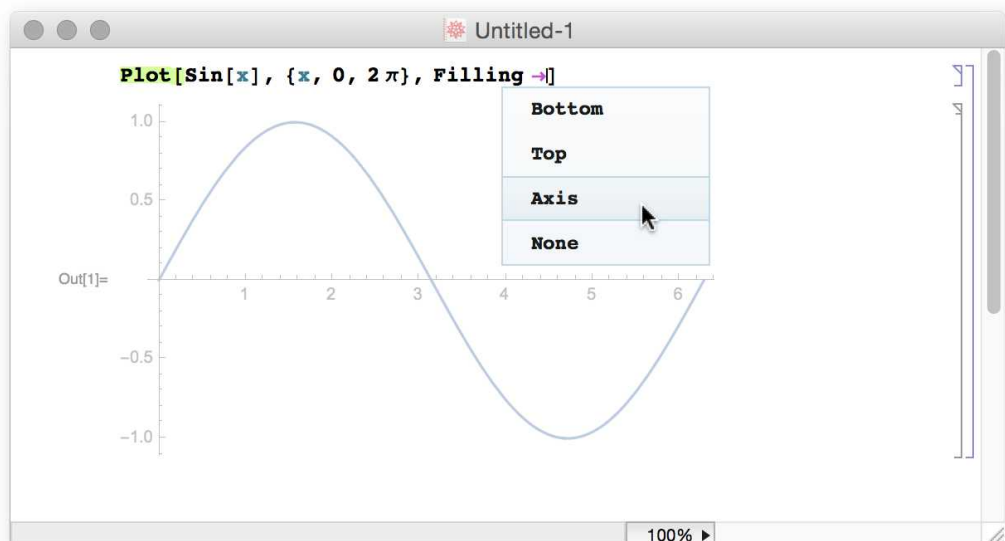 Untitled-1
Plot[Sin[x], {x, 0, 2 π}, Filling →]
Bottom
Top
Axis
None
1.0
0.5
Out[1]=
1 2 3 4 5 6
−0.5
−1.0
100%